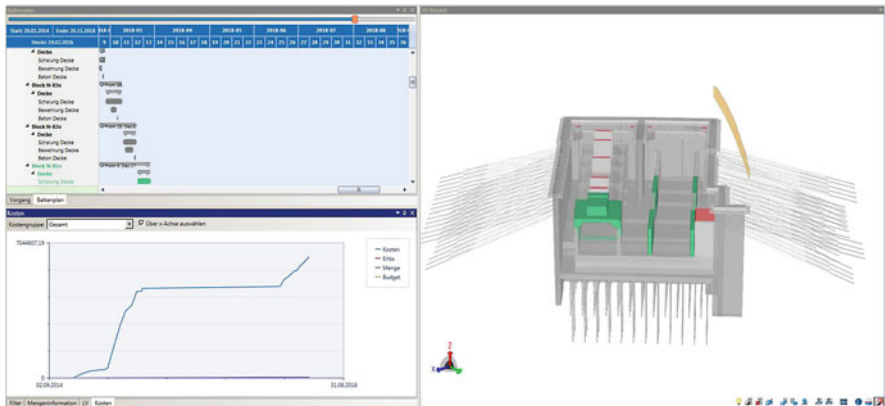 Balkenplan
3D-Modell
Start: 20.01.2014 Ende: 20.11.2018
2018-03 2018-04 2018-05 2018-06 2018-07 2018-08
Heute: 19.02.2016
9 10 11 12 13 14 15 16 17 18 19 20 21 22 23 24 25 26 27 28 29 30 31 32 33 34 35 36
Decke
Schalung Decke
Bewehrung Decke
Beton Decke
Block N-83o
Decke
Schalung Decke
Bewehrung Decke
Beton Decke
Decke
Schalung Decke
Bewehrung Decke
Beton Decke
Decke
Schalung Decke
Vorgang Balkenplan
Kosten
Kostengruppe: Gesamt Über x-Achse auswählen
7044607,19
Kosten
Erlös
Menge
Budget
0
02.09.2014 31.08.2018
Filter Mengeninformation LV Kosten
Z
X